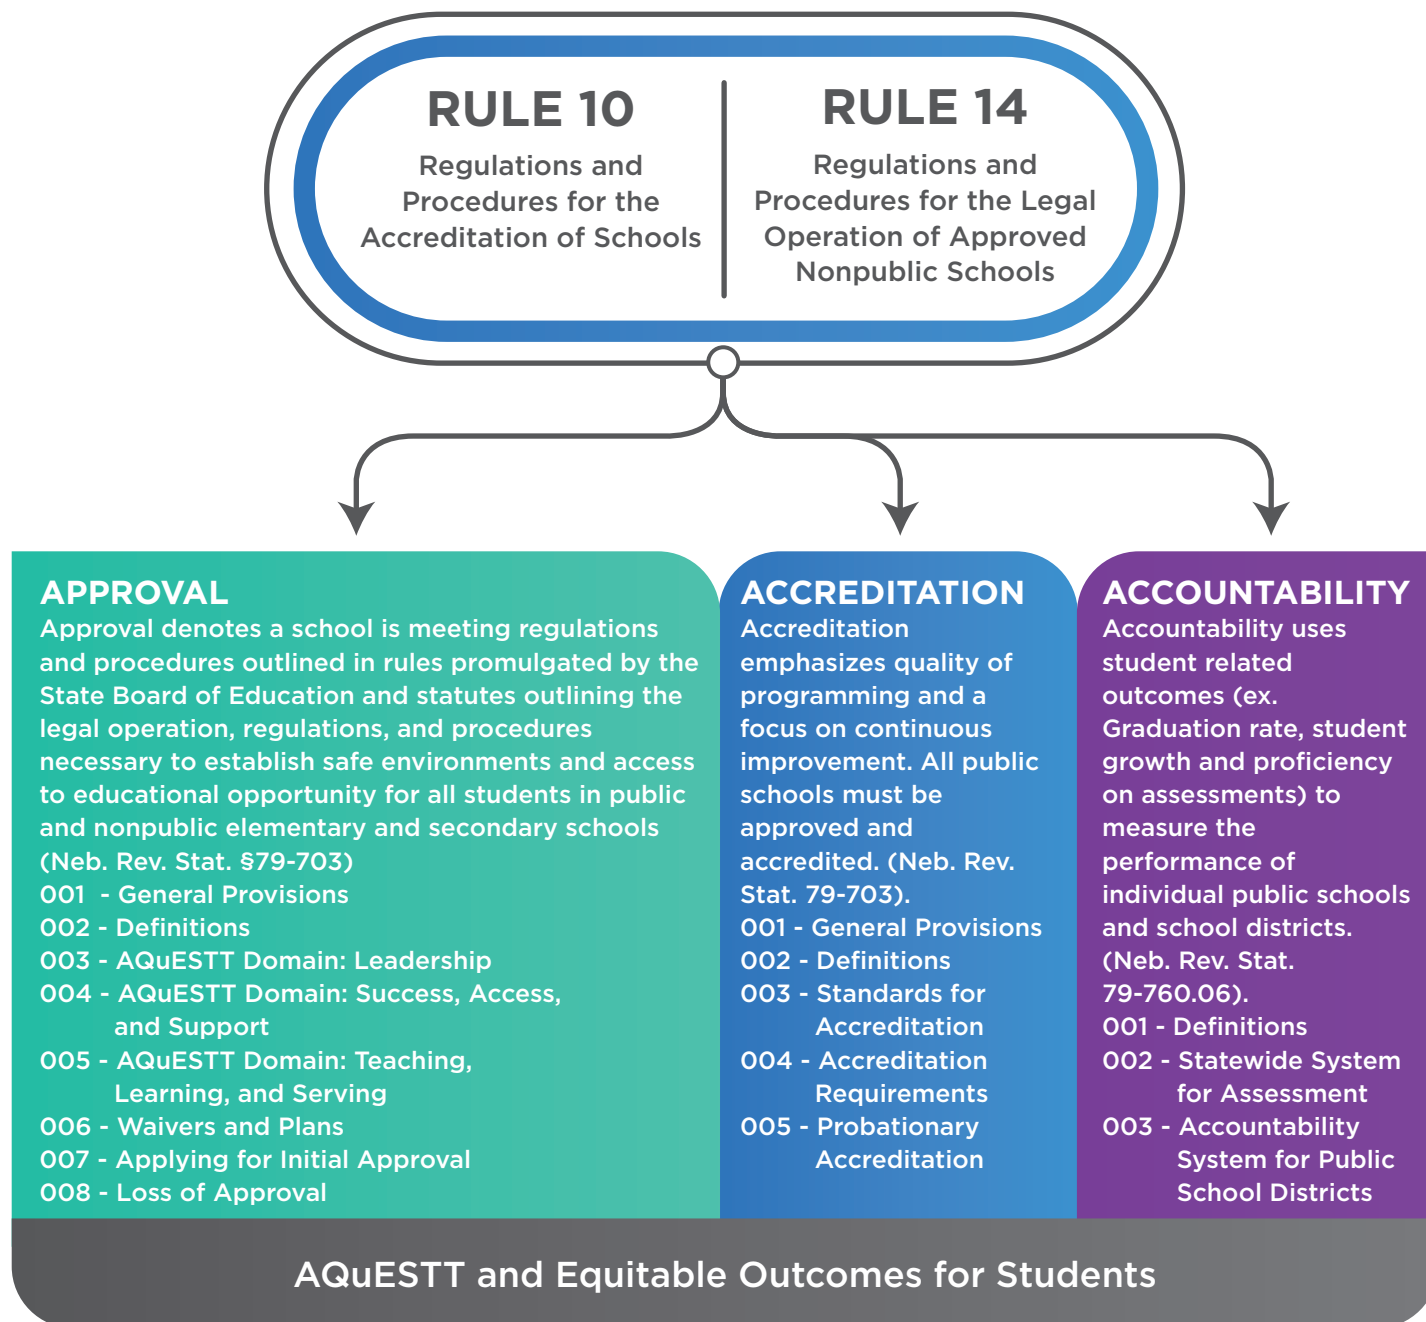 RULE 10
Regulations and
Procedures for the
Accreditation of Schools
RULE 14
Regulations and
Procedures for the Legal
Operation of Approved
Nonpublic Schools
APPROVAL
Approval denotes a school is meeting regulations
and procedures outlined in rules promulgated by the
State Board of Education and statutes outlining the
legal operation, regulations, and procedures
necessary to establish safe environments and access
to educational opportunity for all students in public
and nonpublic elementary and secondary schools
(Neb. Rev. Stat. §79-703)
001 - General Provisions
002 - Definitions
003 - AQuESTT Domain: Leadership
004 - AQuESTT Domain: Success, Access,
and Support
005 - AQuESTT Domain: Teaching,
Learning, and Serving
006 - Waivers and Plans
007 - Applying for Initial Approval
008 - Loss of Approval
ACCREDITATION
Accreditation
emphasizes quality of
programming and a
focus on continuous
improvement. All public
schools must be
approved and
accredited. (Neb. Rev.
Stat. 79-703).
001 - General Provisions
002 - Definitions
003 - Standards for
Accreditation
004 - Accreditation
Requirements
005 - Probationary
Accreditation
ACCOUNTABILITY
Accountability uses
student related
outcomes (ex.
Graduation rate, student
growth and proficiency
on assessments) to
measure the
performance of
individual public schools
and school districts.
(Neb. Rev. Stat.
79-760.06).
001 - Definitions
002 - Statewide System
for Assessment
003 - Accountability
System for Public
School Districts
AQuESTT and Equitable Outcomes for Students